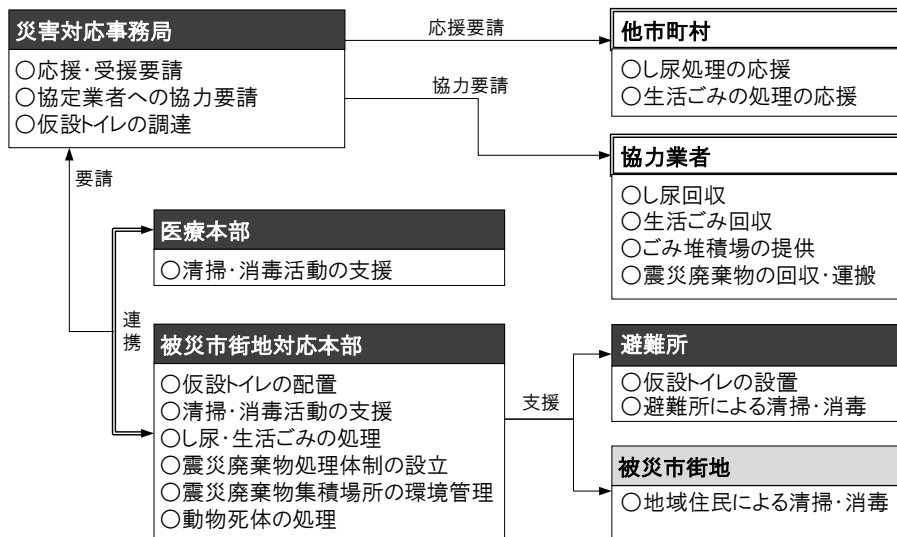 災害対応事務局
○応援・受援要請
○協定業者への協力要請
○仮設トイレの調達
応援要請
協力要請
他市町村
○し尿処理の応援
○生活ごみの処理の応援
協力業者
○し尿回収
○生活ごみ回収
○ごみ堆積場の提供
○震災廃棄物の回収・運搬
要請
連携
医療本部
○清掃・消毒活動の支援
被災市街地対応本部
○仮設トイレの配置
○清掃・消毒活動の支援
○し尿・生活ごみの処理
○震災廃棄物処理体制の設立
○震災廃棄物集積場所の環境管理
○動物死体の処理
支援
避難所
○仮設トイレの設置
○避難所による清掃・消毒
被災市街地
○地域住民による清掃・消毒